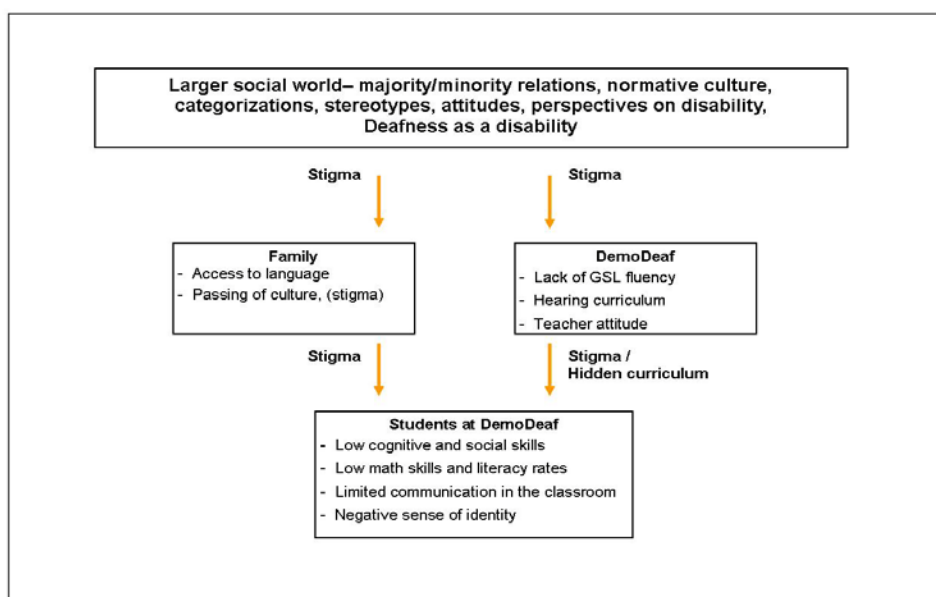 Larger social world– majority/minority relations, normative culture,
categorizations, stereotypes, attitudes, perspectives on disability,
Deafness as a disability
Stigma
Stigma
Family
- Access to language
- Passing of culture, (stigma)
DemoDeaf
- Lack of GSL fluency
- Hearing curriculum
- Teacher attitude
Stigma
Stigma /
Hidden curriculum
Students at DemoDeaf
- Low cognitive and social skills
- Low math skills and literacy rates
- Limited communication in the classroom
- Negative sense of identity